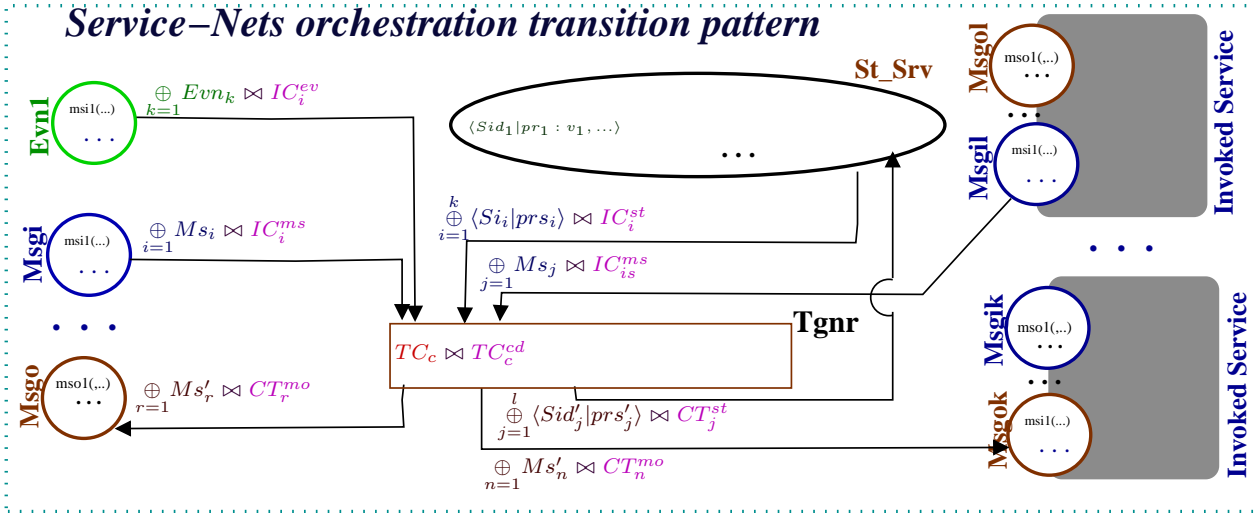 Service−Nets orchestration transition pattern
Evn1
msi1(...)
...
⊕ Evn_k ⋈ IC_i^{ev}
k=1
St_Srv
⟨Sid_1|pr_1 : v_1, ...⟩
...
Msgol
mso1(,..)
...
...
Msgil
msi1(...)
...
Invoked Service
Msgi
msi1(...)
...
⊕ Ms_i ⋈ IC_i^{ms}
i=1
k
⊕ ⟨Si_i|prs_i⟩ ⋈ IC_i^{st}
i=1
⊕ Ms_j ⋈ IC_{is}^{ms}
j=1
. . .
. . .
Tgnr
TC_c ⋈ TC_c^{cd}
Msgo
mso1(,..)
...
⊕ Ms'_r ⋈ CT_r^{mo}
r=1
l
⊕ ⟨Sid'_j|prs'_j⟩ ⋈ CT_j^{st}
j=1
⊕ Ms'_n ⋈ CT_n^{mo}
n=1
Msgik
mso1(,..)
...
...
Msgok
msi1(...)
...
Invoked Service